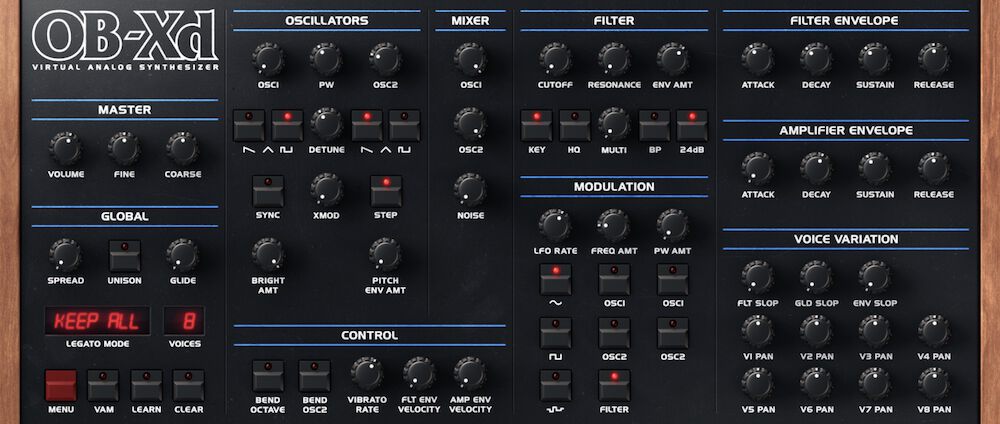 OB-Xd
VIRTUAL ANALOG SYNTHESIZER
MASTER
VOLUME FINE COARSE
GLOBAL
SPREAD UNISON GLIDE
KEEP ALL 8
LEGATO MODE VOICES
MENU VAM LEARN CLEAR
OSCILLATORS
OSC1 PW OSC2
DETUNE
SYNC XMOD STEP
BRIGHT AMT
PITCH ENV AMT
MIXER
OSC1
OSC2
NOISE
CONTROL
BEND OCTAVE
BEND OSC2
VIBRATO RATE
FLT ENV VELOCITY
AMP ENV VELOCITY
FILTER
CUTOFF RESONANCE ENV AMT
KEY HQ MULTI BP 24dB
MODULATION
LFO RATE FREQ AMT PW AMT
OSC1 OSC1
OSC2 OSC2
FILTER
FILTER ENVELOPE
ATTACK DECAY SUSTAIN RELEASE
AMPLIFIER ENVELOPE
ATTACK DECAY SUSTAIN RELEASE
VOICE VARIATION
FLT SLOP GLD SLOP ENV SLOP
V1 PAN V2 PAN V3 PAN V4 PAN
V5 PAN V6 PAN V7 PAN V8 PAN